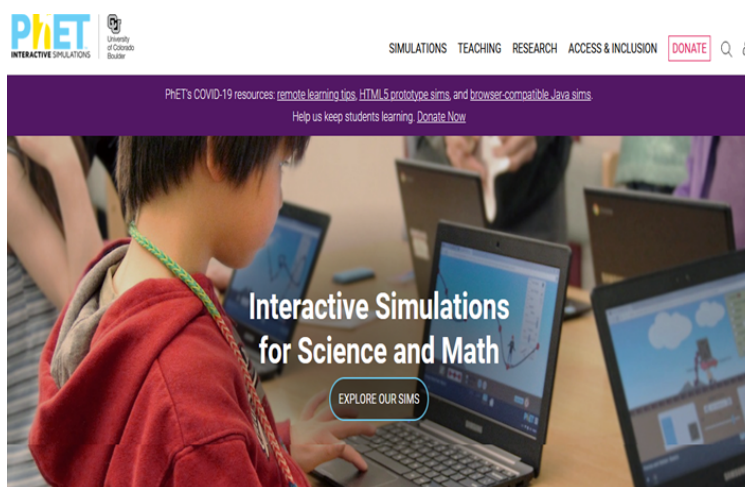 PhET
INTERACTIVE SIMULATIONS
CU
University
of Colorado
Boulder
SIMULATIONS TEACHING RESEARCH ACCESS & INCLUSION DONATE
PhET's COVID-19 resources: remote learning tips, HTML5 prototype sims, and browser-compatible Java sims.
Help us keep students learning. Donate Now
Interactive Simulations
for Science and Math
EXPLORE OUR SIMS